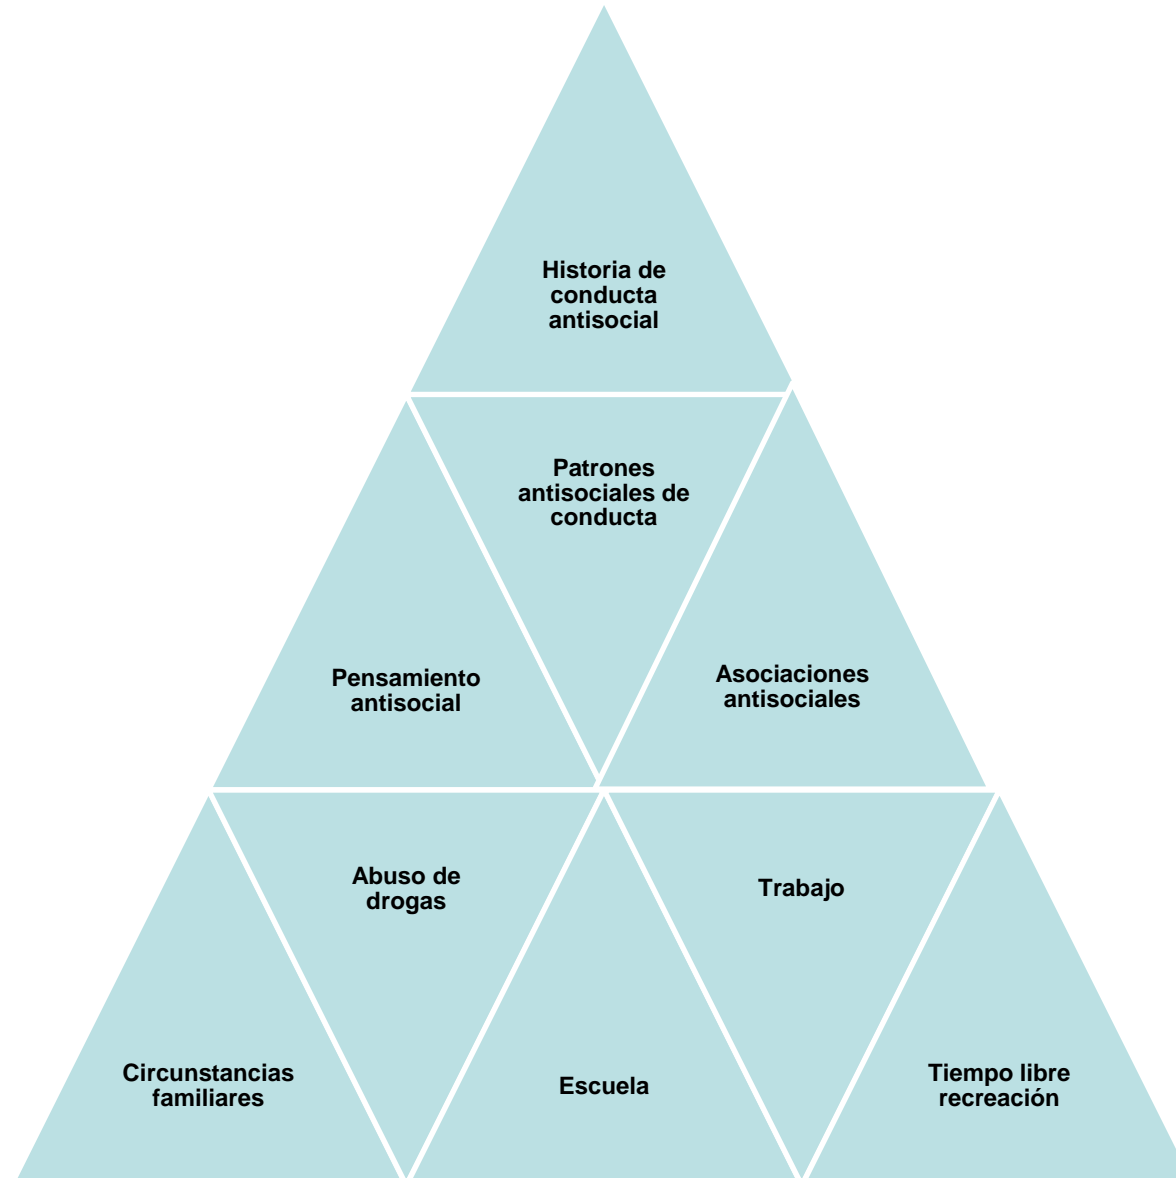 Historia de
conducta
antisocial
Patrones
antisociales de
conducta
Pensamiento
antisocial
Asociaciones
antisociales
Abuso de
drogas
Trabajo
Circunstancias
familiares
Escuela
Tiempo libre
recreación